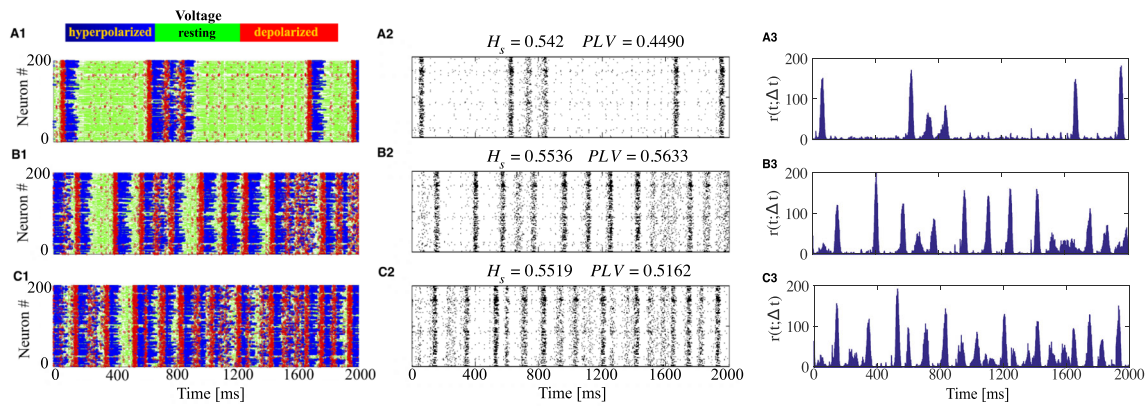 Voltage
A1 hyperpolarized resting depolarized
A2 H_s = 0.542 PLV = 0.4490
A3
Neuron # 200 0
r(t;Δt) 200 100 0
B1
B2 H_s = 0.5536 PLV = 0.5633
B3
Neuron # 200 0
r(t;Δt) 200 100 0
C1
C2 H_s = 0.5519 PLV = 0.5162
C3
Neuron # 200 0
r(t;Δt) 200 100 0
0 400 800 1200 1600 2000
Time [ms]
0 400 800 1200 1600 2000
Time [ms]
0 400 800 1200 1600 2000
Time [ms]